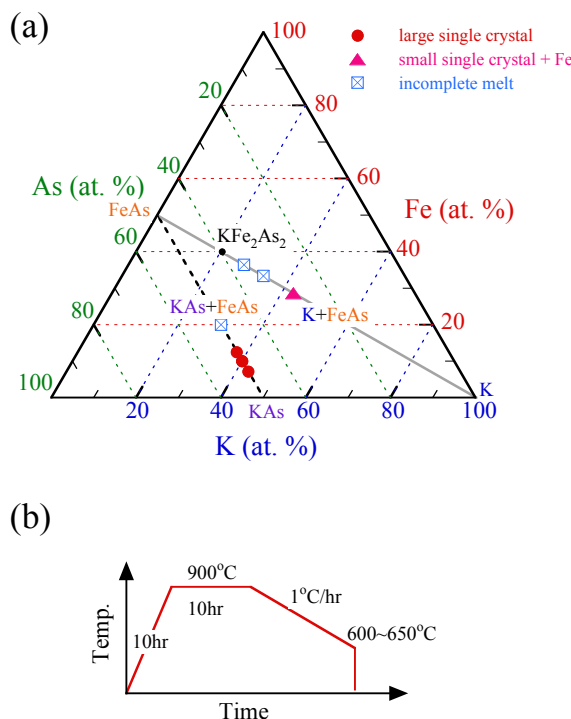 (a)
large single crystal
small single crystal + Fe
incomplete melt
100
20
80
40
60
As (at. %)
Fe (at. %)
FeAs
KFe₂As₂
60
40
KAs+FeAs
K+FeAs
80
20
100
K
20
40
KAs
60
80
100
K (at. %)
(b)
900°C
10hr
1°C/hr
10hr
600~650°C
Temp.
Time